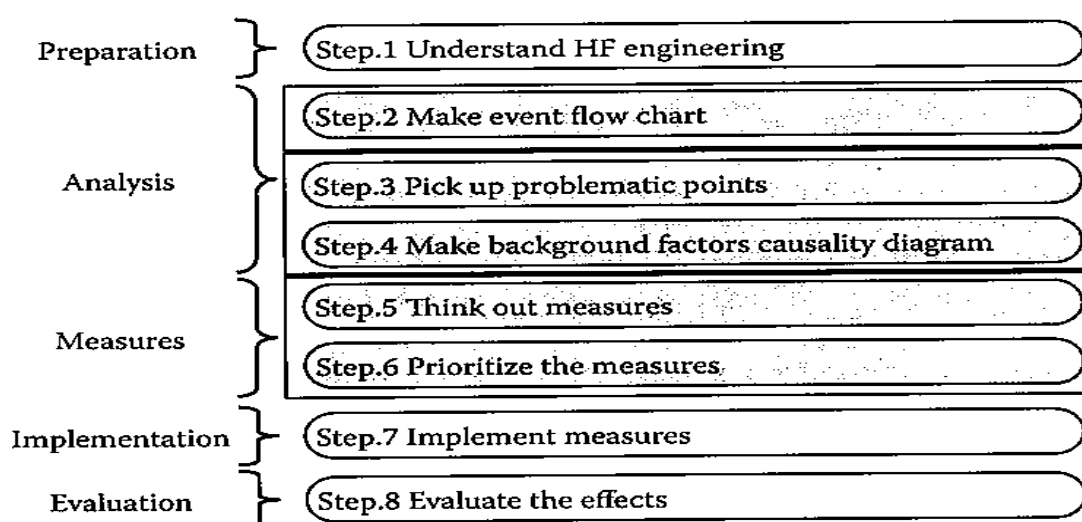 Preparation
Step.1 Understand HF engineering
Analysis
Step.2 Make event flow chart
Step.3 Pick up problematic points
Step.4 Make background factors causality diagram
Measures
Step.5 Think out measures
Step.6 Prioritize the measures
Implementation
Step.7 Implement measures
Evaluation
Step.8 Evaluate the effects